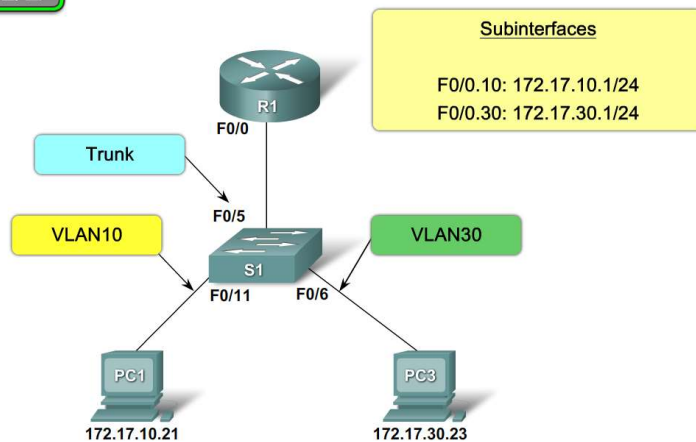 Subinterfaces
F0/0.10: 172.17.10.1/24
F0/0.30: 172.17.30.1/24
R1
F0/0
Trunk
F0/5
VLAN10
VLAN30
S1
F0/11
F0/6
PC1
PC3
172.17.10.21
172.17.30.23